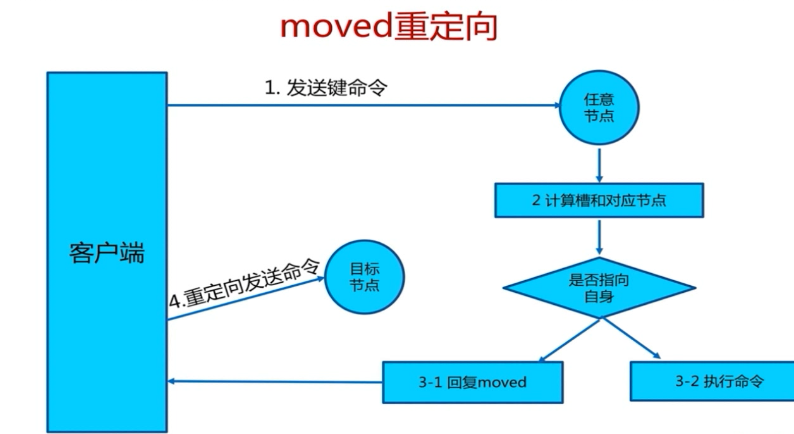 moved重定向
1. 发送键命令
任意
节点
2 计算槽和对应节点
客户端
4.重定向发送命令
目标
节点
是否指向
自身
3-1 回复moved
3-2 执行命令